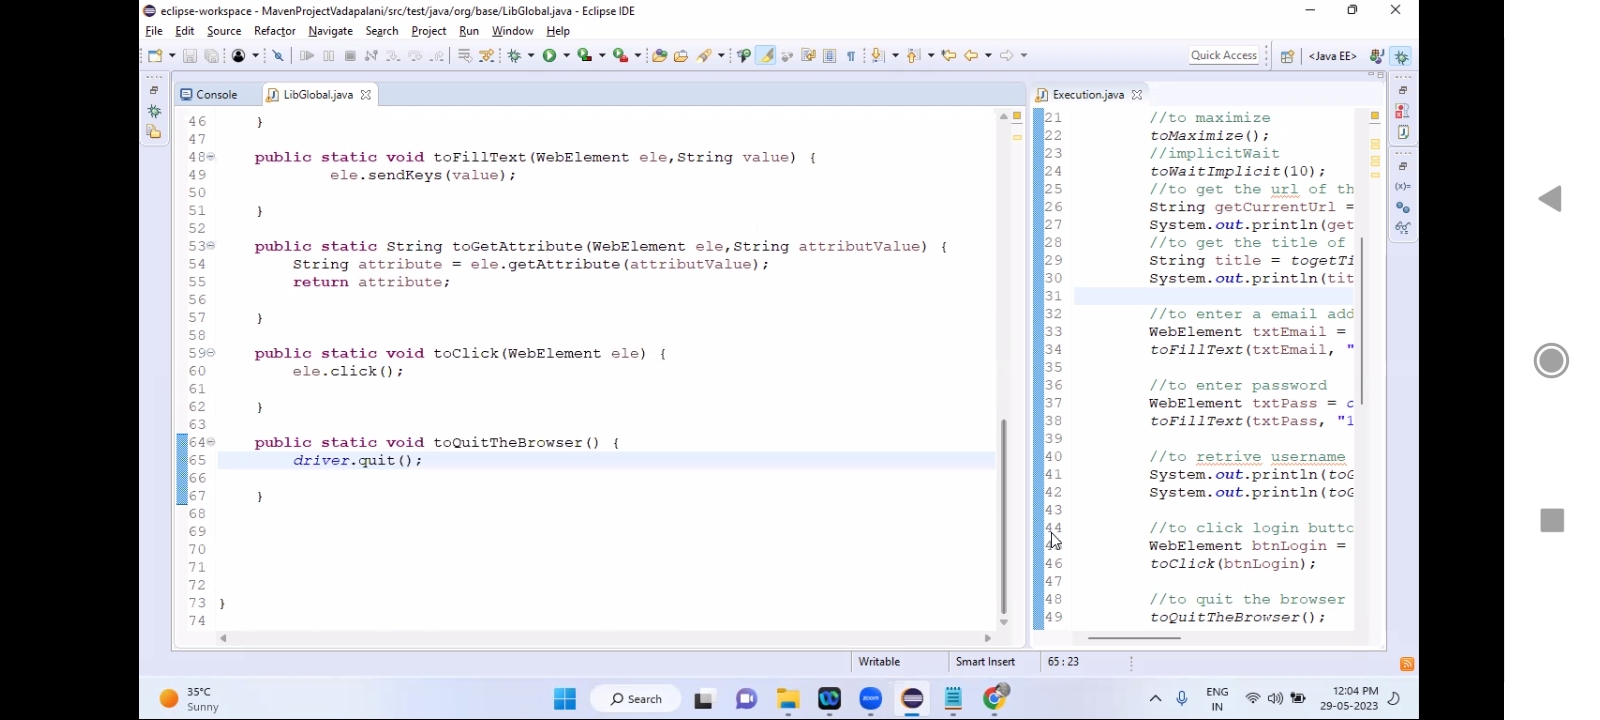 eclipse-workspace - MavenProjectVadapalani/src/test/java/org/base/LibGlobal.java - Eclipse IDE
File Edit Source Refactor Navigate Search Project Run Window Help
Quick Access <Java EE>
Console LibGlobal.java
46 }
47
48 public static void toFillText(WebElement ele,String value) {
49 ele.sendKeys(value);
50
51 }
52
53 public static String toGetAttribute(WebElement ele,String attributValue) {
54 String attribute = ele.getAttribute(attributValue);
55 return attribute;
56
57 }
58
59 public static void toClick(WebElement ele) {
60 ele.click();
61
62 }
63
64 public static void toQuitTheBrowser() {
65 driver.quit();
66
67 }
68
69
70
71
72
73 }
74
Execution.java
21 //to maximize
22 toMaximize();
23 //implicitWait
24 toWaitImplicit(10);
25 //to get the url of th
26 String getCurrentUrl =
27 System.out.println(get
28 //to get the title of
29 String title = togetTi
30 System.out.println(tit
31
32 //to enter a email add
33 WebElement txtEmail =
34 toFillText(txtEmail, "
35
36 //to enter password
37 WebElement txtPass =
38 toFillText(txtPass, "1
39
40 //to retrive username
41 System.out.println(toG
42 System.out.println(toG
43
44 //to click login butto
45 WebElement btnLogin =
46 toClick(btnLogin);
47
48 //to quit the browser
49 toQuitTheBrowser();
Writable Smart Insert 65 : 23
35°C
Sunny
Search
zoom
ENG
IN
12:04 PM
29-05-2023